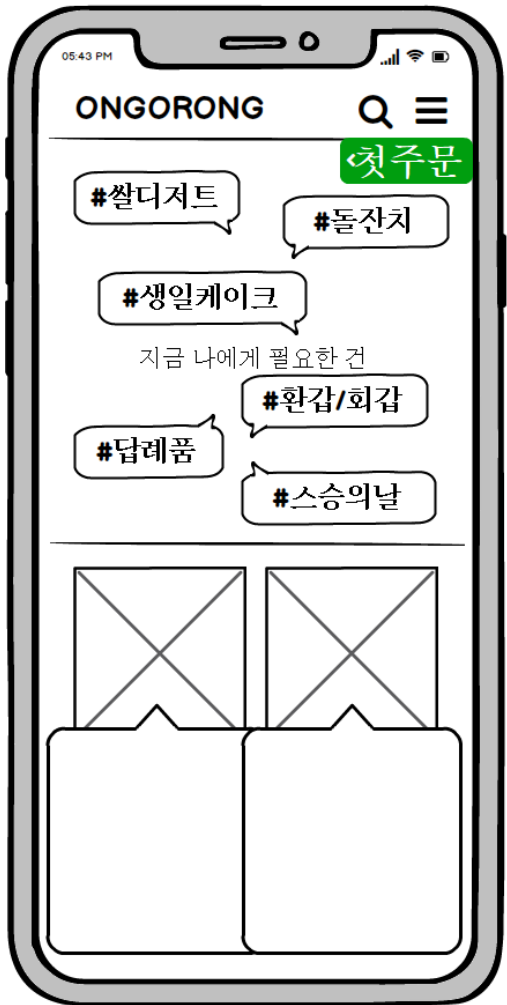 05:43 PM
ONGORONG
<첫주문
#쌀디저트
#돌잔치
#생일케이크
지금 나에게 필요한 건
#환갑/회갑
#답례품
#스승의날